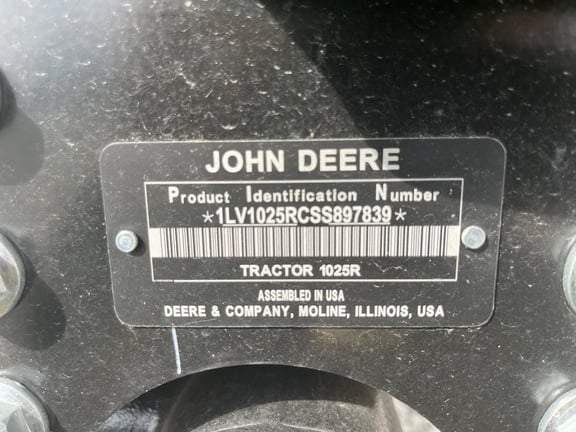 JOHN DEERE
Product Identification Number
*1LV1025RCSS897839*
TRACTOR 1025R
ASSEMBLED IN USA
DEERE & COMPANY, MOLINE, ILLINOIS, USA